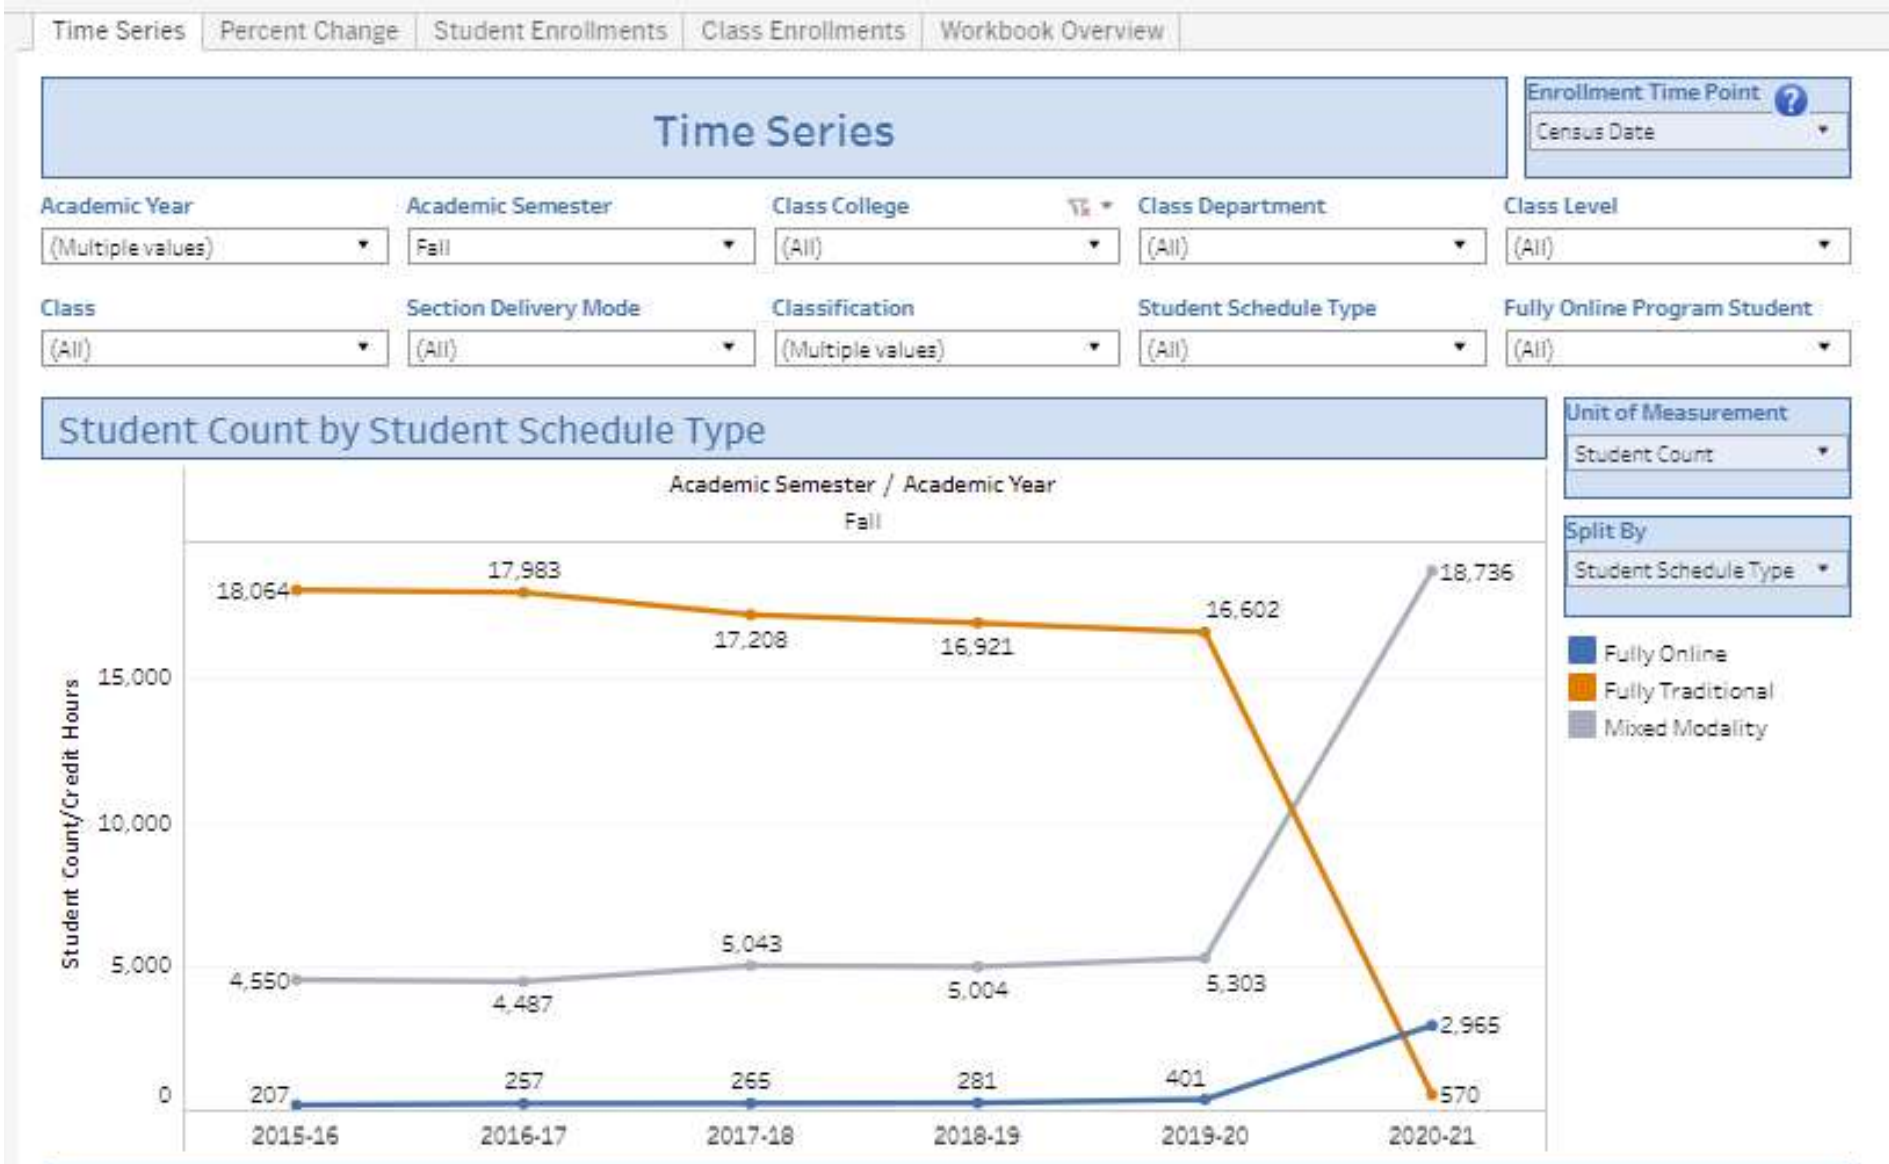 Time Series Percent Change Student Enrollments Class Enrollments Workbook Overview
Time Series
Enrollment Time Point ?
Census Date
Academic Year Academic Semester Class College Class Department Class Level
(Multiple values) Fall (All) (All) (All)
Class Section Delivery Mode Classification Student Schedule Type Fully Online Program Student
(All) (All) (Multiple values) (All) (All)
Student Count by Student Schedule Type
Unit of Measurement
Student Count
Split By
Student Schedule Type
Fully Online
Fully Traditional
Mixed Modality
Academic Semester / Academic Year
Fall
Student Count/Credit Hours
15,000
10,000
5,000
0
18,064 17,983 17,208 16,921 16,602 570
4,550 4,487 5,043 5,004 5,303 18,736
207 257 265 281 401 2,965
2015-16 2016-17 2017-18 2018-19 2019-20 2020-21